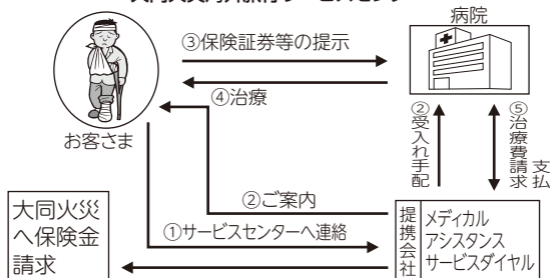 病院
③保険証券等の提示
④治療
お客さま
②受入れ手配
⑤治療費請求
支払
②ご案内
①サービスセンターへ連絡
大同火災
へ保険金
請求
提携会社
メディカル
アシスタンス
サービスダイヤル